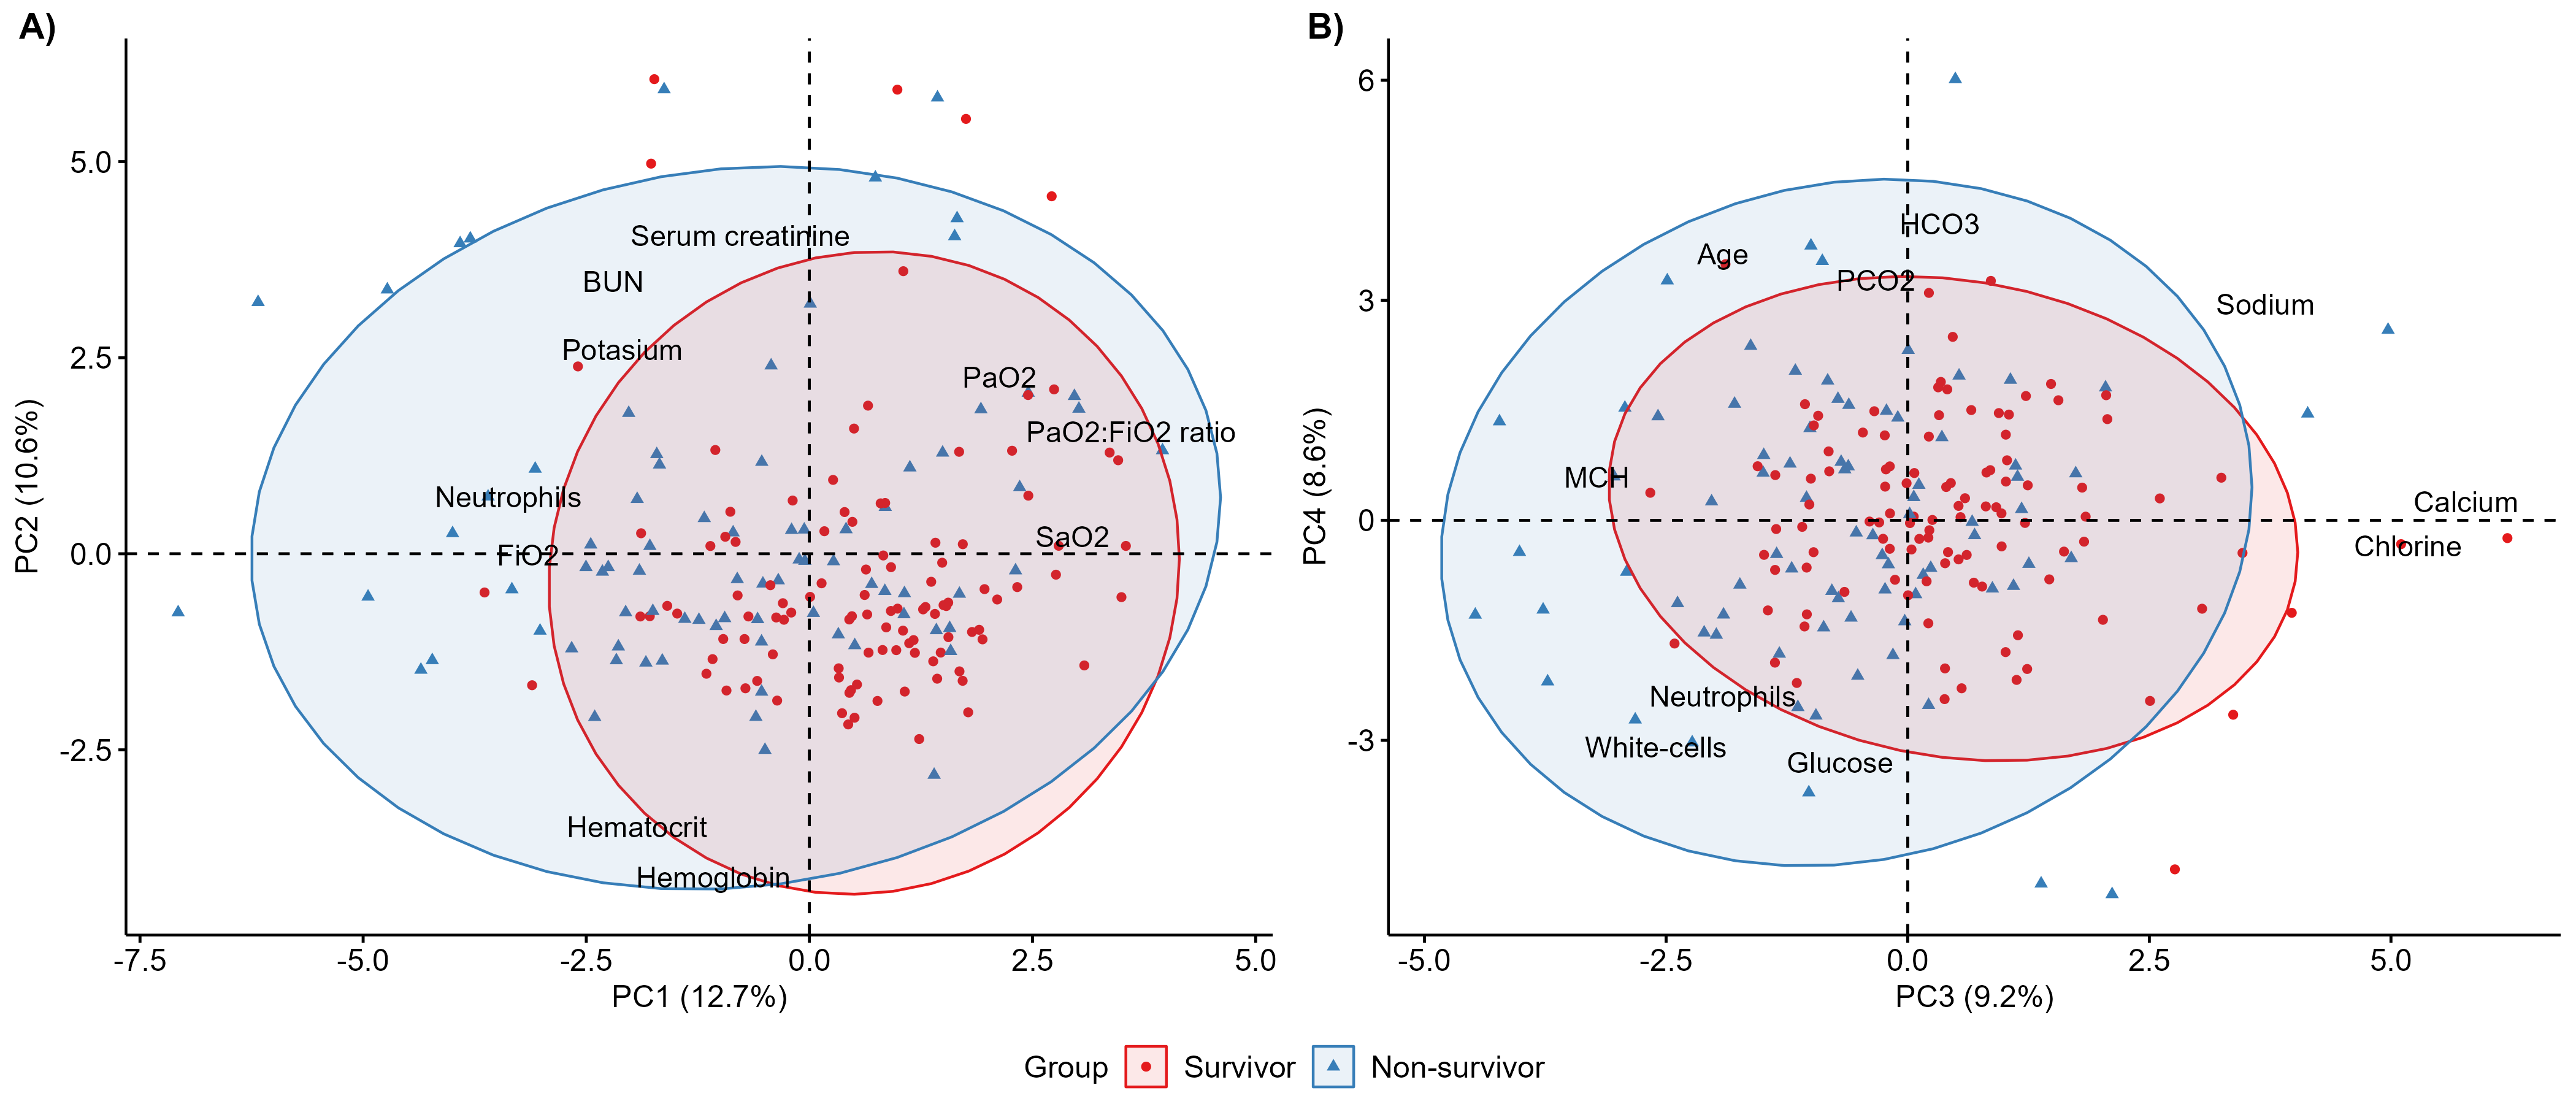 A)
PC2 (10.6%)
5.0
2.5
0.0
-2.5
Serum creatinine
BUN
Potasium
PaO2
PaO2:FiO2 ratio
Neutrophils
SaO2
FiO2
Hematocrit
Hemoglobin
-7.5 -5.0 -2.5 0.0 2.5 5.0
PC1 (12.7%)
B)
PC4 (8.6%)
6
3
0
-3
HCO3
Age
PCO2
Sodium
MCH
Calcium
Chlorine
Neutrophils
White-cells
Glucose
-5.0 -2.5 0.0 2.5 5.0
PC3 (9.2%)
Group Survivor Non-survivor